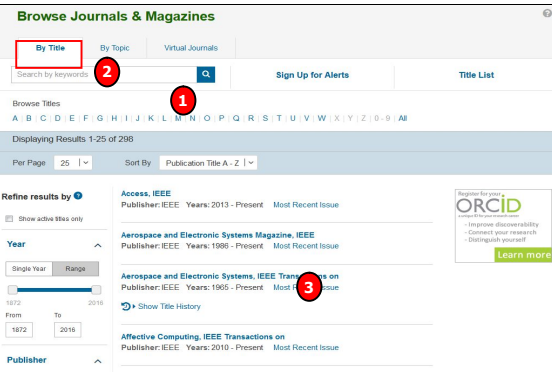 Browse Journals & Magazines
By Title By Topic Virtual Journals
Search by keywords 2 Sign Up for Alerts Title List
1
Browse Titles
A | B | C | D | E | F | G | H | I | J | K | L | M | N | O | P | Q | R | S | T | U | V | W | X | Y | Z | 0-9 | All
Displaying Results 1-25 of 298
Per Page 25 Sort By Publication Title A - Z
Refine results by ?
Show active titles only
Year
Single Year Range
1872 2016
From To
1872 2016
Publisher
Access, IEEE
Publisher: IEEE Years: 2013 - Present Most Recent Issue
Aerospace and Electronic Systems Magazine, IEEE
Publisher: IEEE Years: 1986 - Present Most Recent Issue
Aerospace and Electronic Systems, IEEE Transactions on
Publisher: IEEE Years: 1965 - Present Most Issue
3
Show Title History
Affective Computing, IEEE Transactions on
Publisher: IEEE Years: 2010 - Present Most Recent Issue
Register for your
ORCiD
- Improve discoverability
- Connect your research
- Distinguish yourself
Learn more